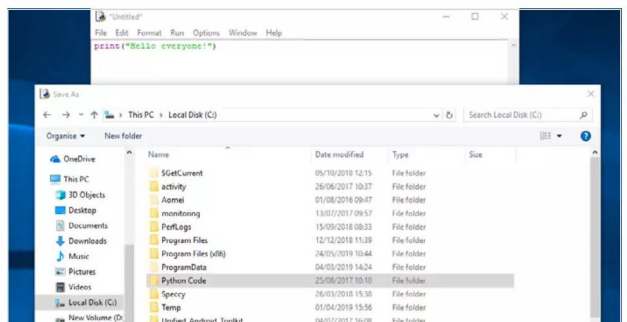 "Untitled"
File Edit Format Run Options Window Help
print("Hello everyone!")
Save As
This PC > Local Disk (C:)
Search Local Disk (C:)
Organise New folder
Name Date modified Type Size
OneDrive
This PC
3D Objects
Desktop
Documents
Downloads
Music
Pictures
Videos
Local Disk (C:)
New Volume (D:
$GetCurrent 05/10/2018 12:15 File folder
activity 26/06/2017 10:37 File folder
Aomei 01/08/2016 09:47 File folder
monitoring 13/07/2017 09:57 File folder
PerfLogs 15/09/2018 08:33 File folder
Program Files 12/12/2018 11:39 File folder
Program Files (x86) 24/05/2019 10:44 File folder
ProgramData 04/03/2019 14:24 File folder
Python Code 25/08/2017 10:10 File folder
Speccy 26/03/2018 15:38 File folder
Temp 01/04/2019 15:56 File folder
Unified_Android_Toolkit 04/07/2017 16:08 File folder